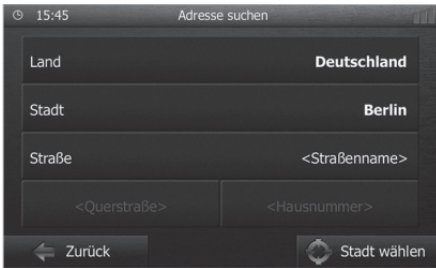 15:45 Adresse suchen
Land Deutschland
Stadt Berlin
Straße <Straßenname>
<Querstraße> <Hausnummer>
Zurück Stadt wählen